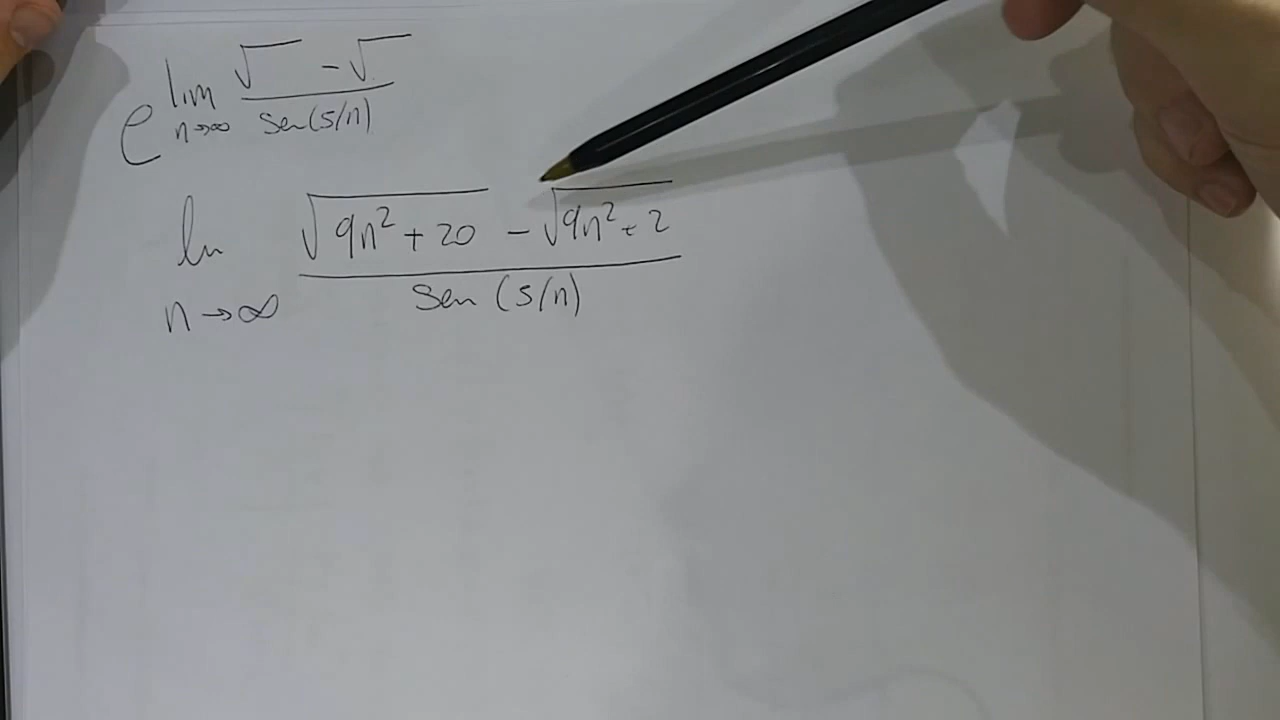 e^lim n→∞ (√ - √)/sen(5/n)
lim n→∞ (√(9n²+20) - √(9n²+2))/sen(5/n)